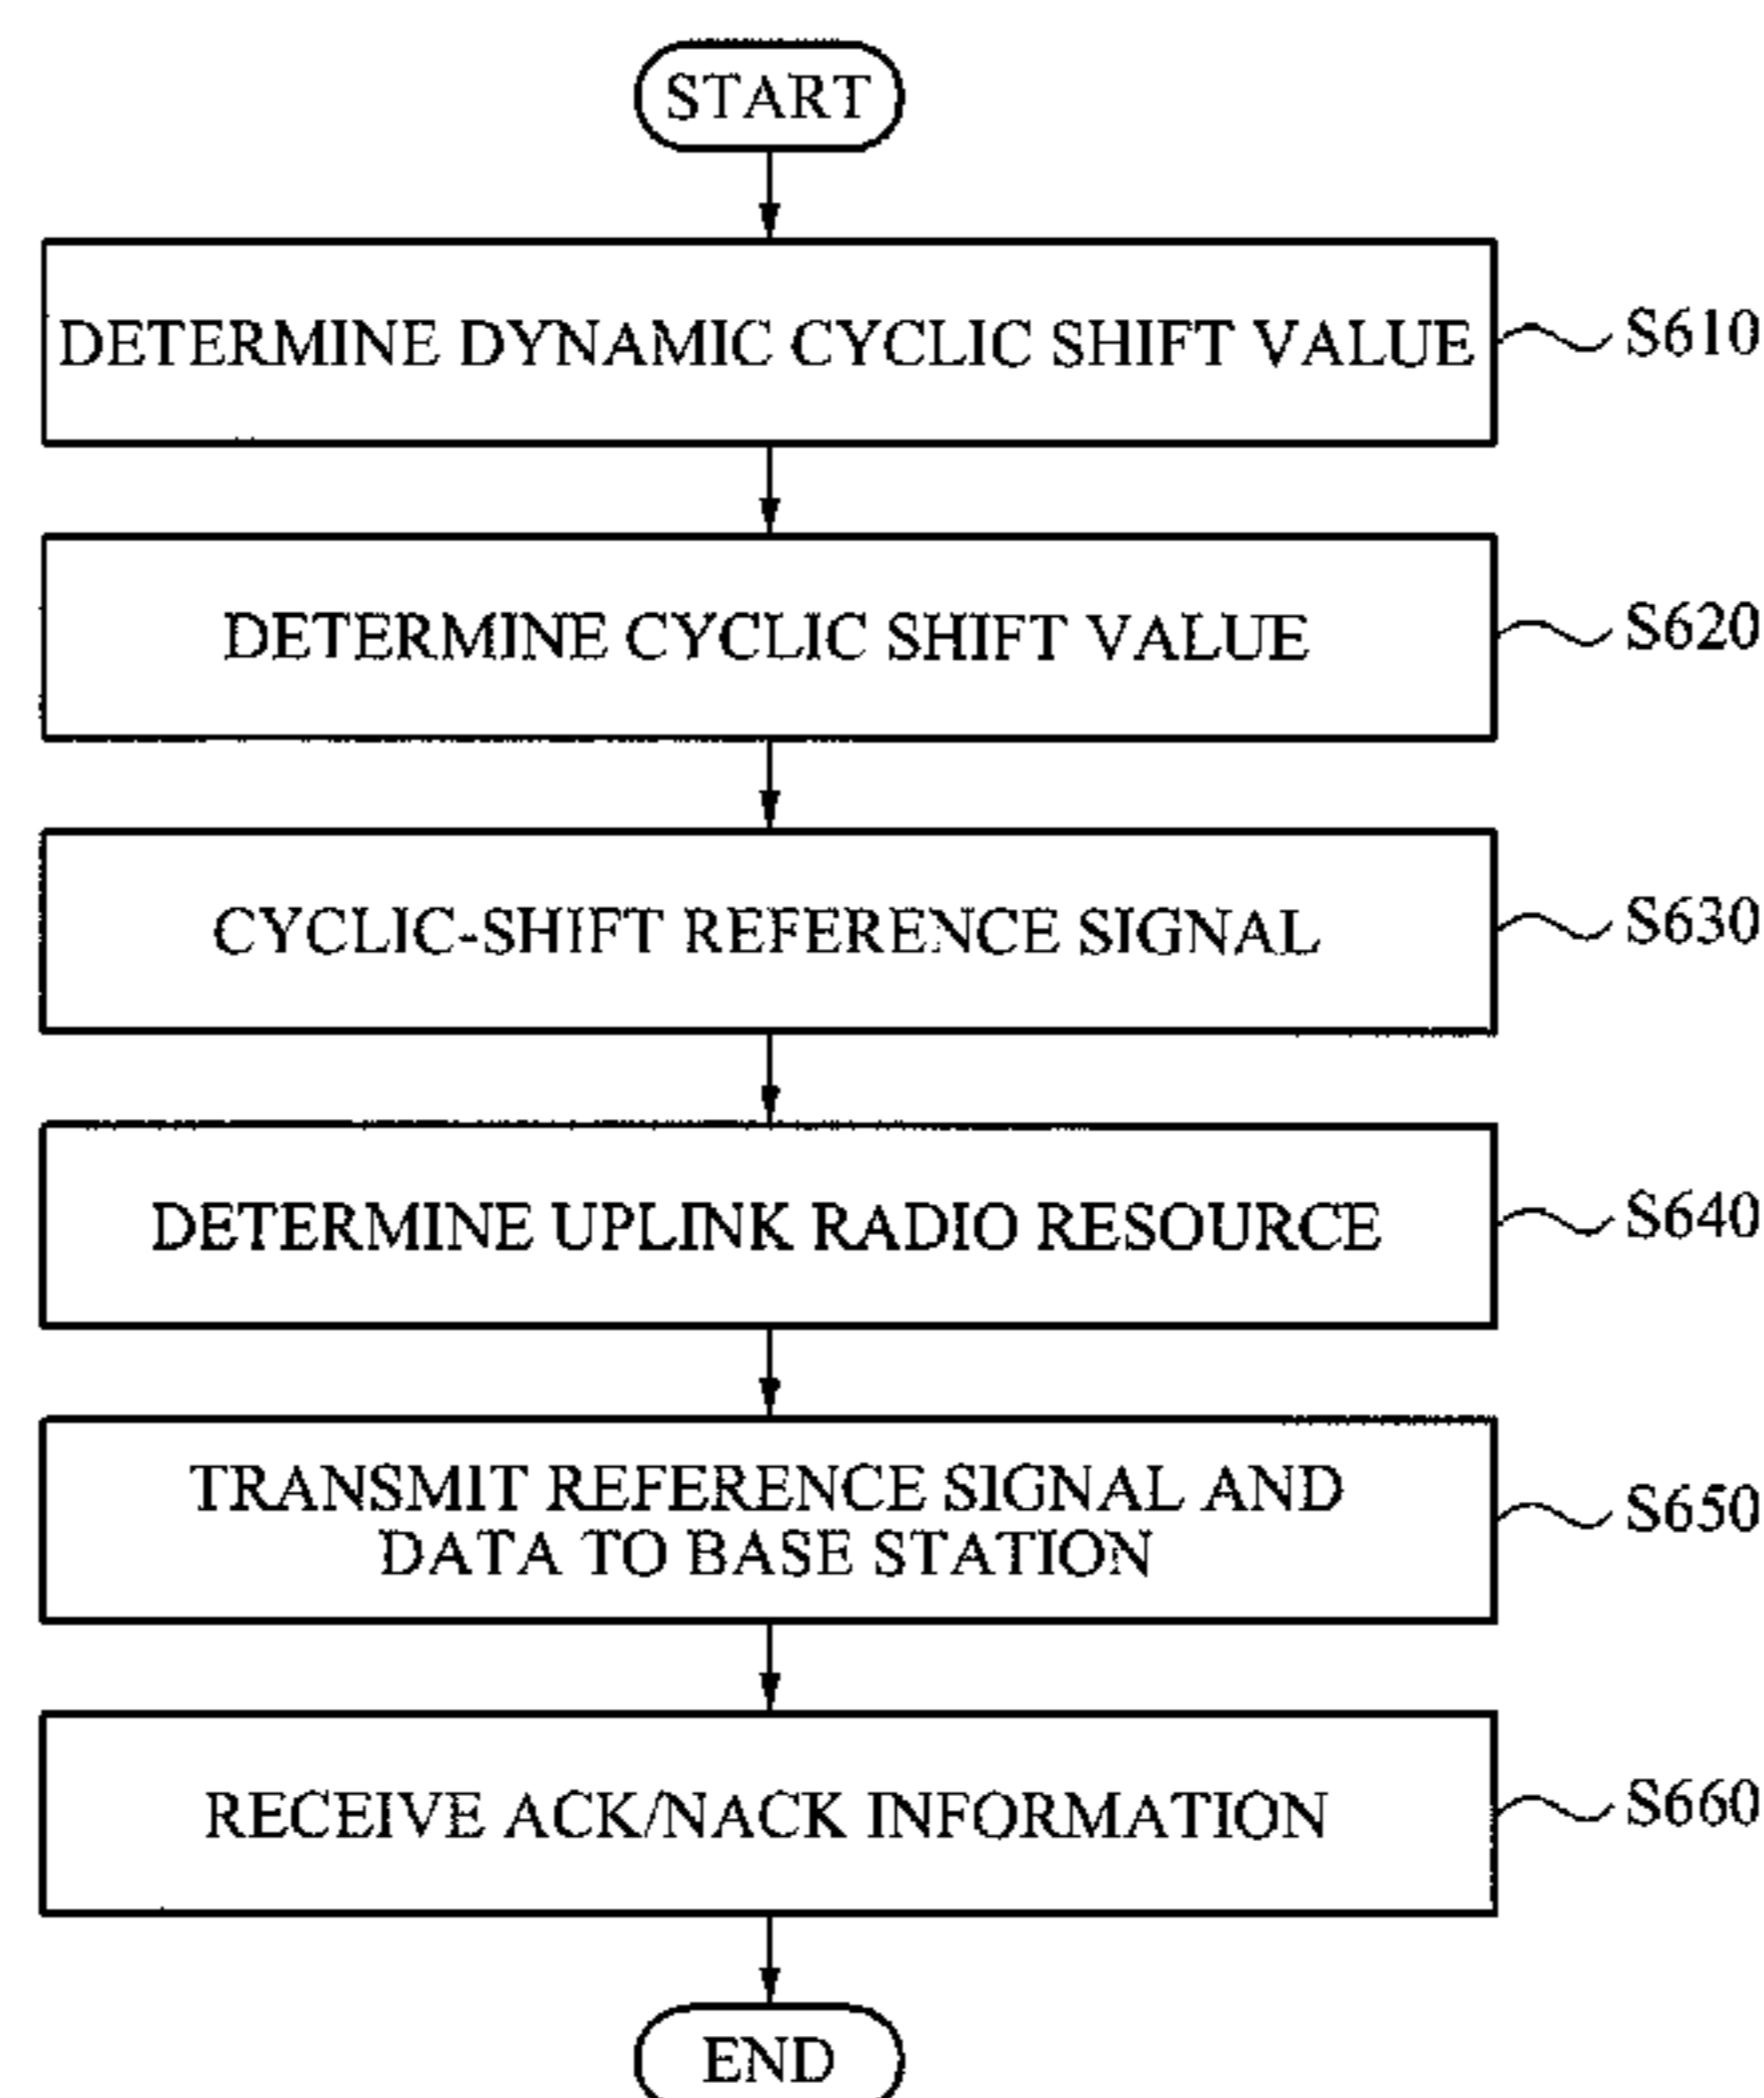 START
DETERMINE DYNAMIC CYCLIC SHIFT VALUE
S610
DETERMINE CYCLIC SHIFT VALUE
S620
CYCLIC-SHIFT REFERENCE SIGNAL
S630
DETERMINE UPLINK RADIO RESOURCE
S640
TRANSMIT REFERENCE SIGNAL AND
DATA TO BASE STATION
S650
RECEIVE ACK/NACK INFORMATION
S660
END